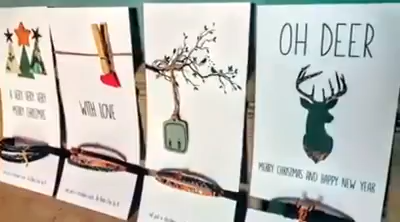 A VERY VERY VERY
MERRY CHRISTMAS
WITH LOVE
OH DEER
MERRY CHRISTMAS AND HAPPY NEW YEAR